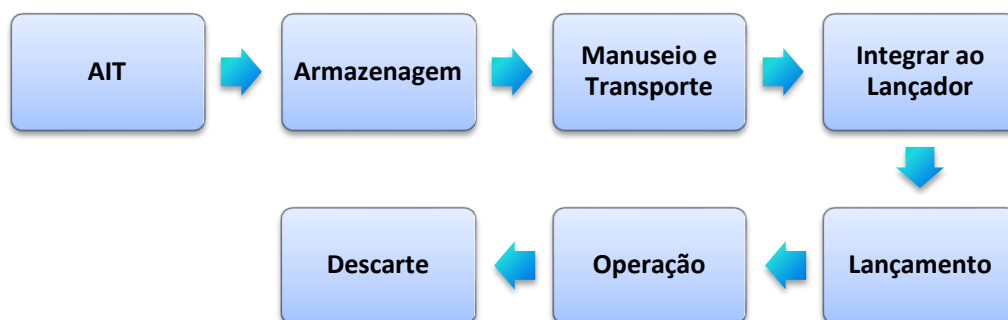 AIT
Armazenagem
Manuseio e
Transporte
Integrar ao
Lançador
Lançamento
Operação
Descarte